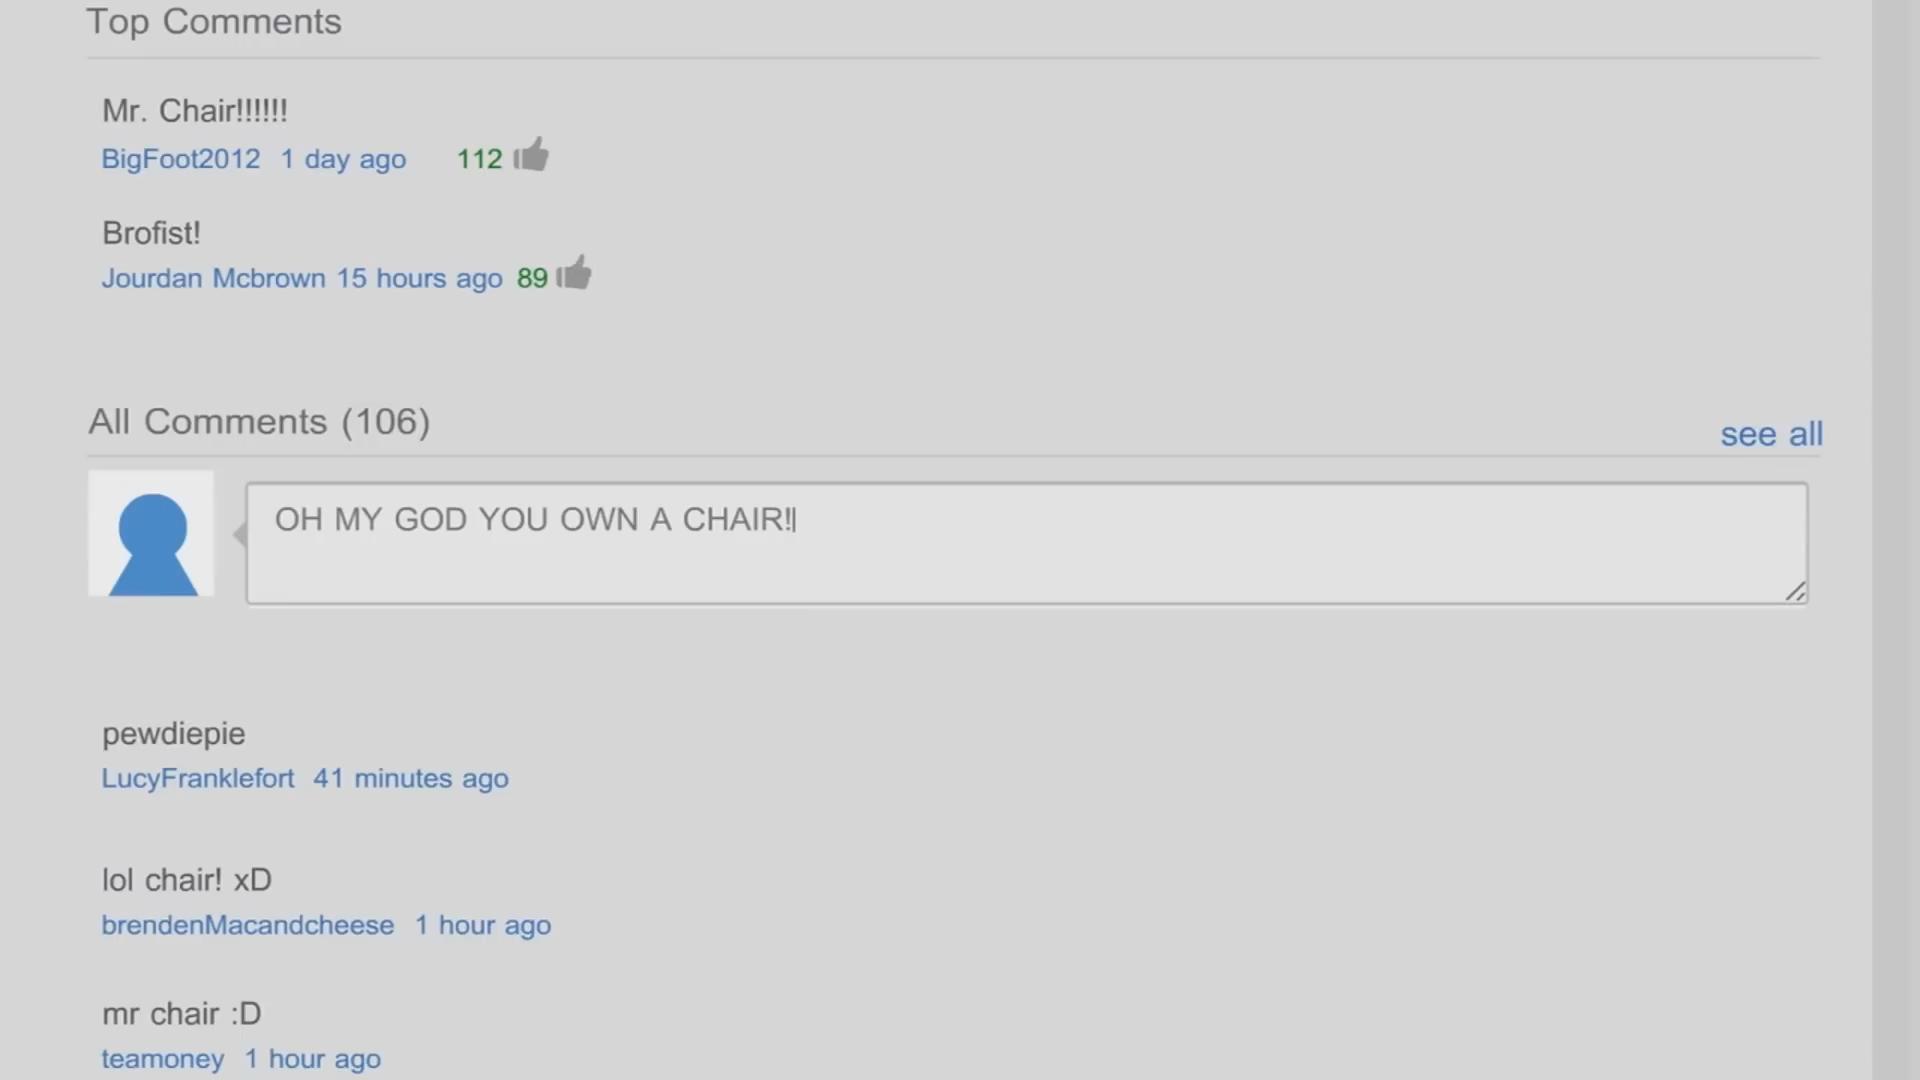 Top Comments
Mr. Chair!!!!!!
BigFoot2012 1 day ago 112
Brofist!
Jourdan Mcbrown 15 hours ago 89
All Comments (106)
see all
OH MY GOD YOU OWN A CHAIR!
pewdiepie
LucyFranklefort 41 minutes ago
lol chair! xD
brendenMacandcheese 1 hour ago
mr chair :D
teamoney 1 hour ago